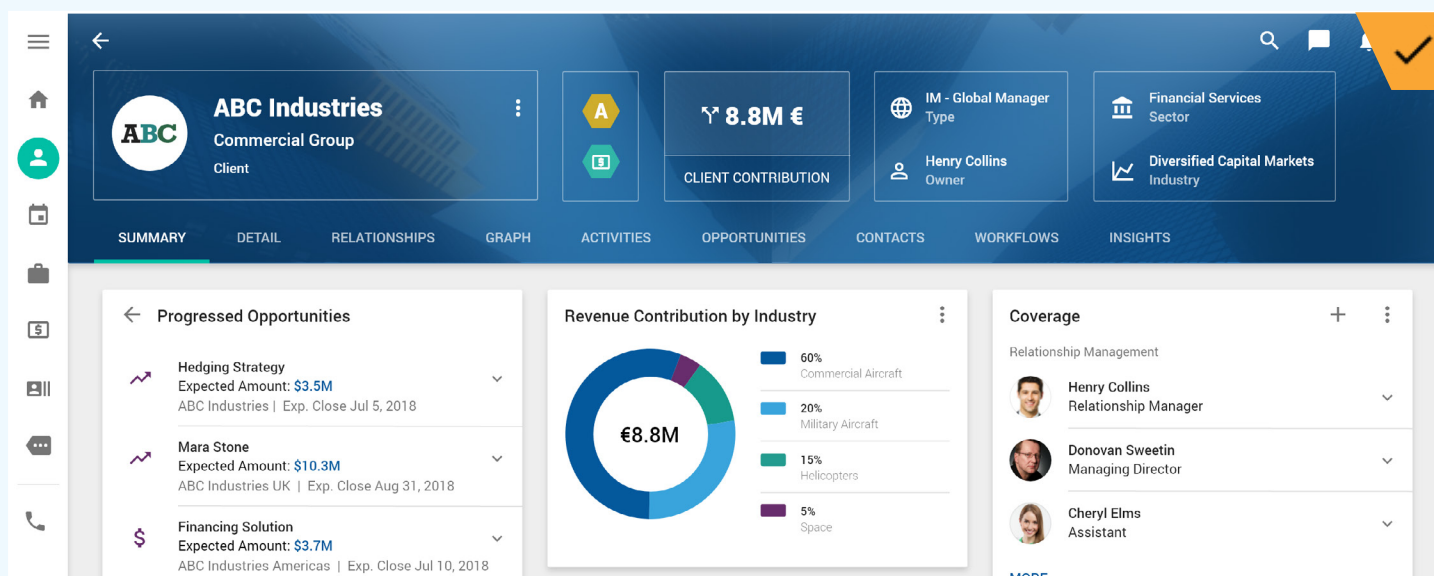 ABC
ABC Industries
Commercial Group
Client
A
$
8.8M €
CLIENT CONTRIBUTION
IM - Global Manager
Type
Henry Collins
Owner
Financial Services
Sector
Diversified Capital Markets
Industry
SUMMARY DETAIL RELATIONSHIPS GRAPH ACTIVITIES OPPORTUNITIES CONTACTS WORKFLOWS INSIGHTS
Progressed Opportunities
Hedging Strategy
Expected Amount: $3.5M
ABC Industries | Exp. Close Jul 5, 2018
Mara Stone
Expected Amount: $10.3M
ABC Industries UK | Exp. Close Aug 31, 2018
$
Financing Solution
Expected Amount: $3.7M
ABC Industries Americas | Exp. Close Jul 10, 2018
Revenue Contribution by Industry
€8.8M
60%
Commercial Aircraft
20%
Military Aircraft
15%
Helicopters
5%
Space
Coverage
Relationship Management
Henry Collins
Relationship Manager
Donovan Sweetin
Managing Director
Cheryl Elms
Assistant
MORE